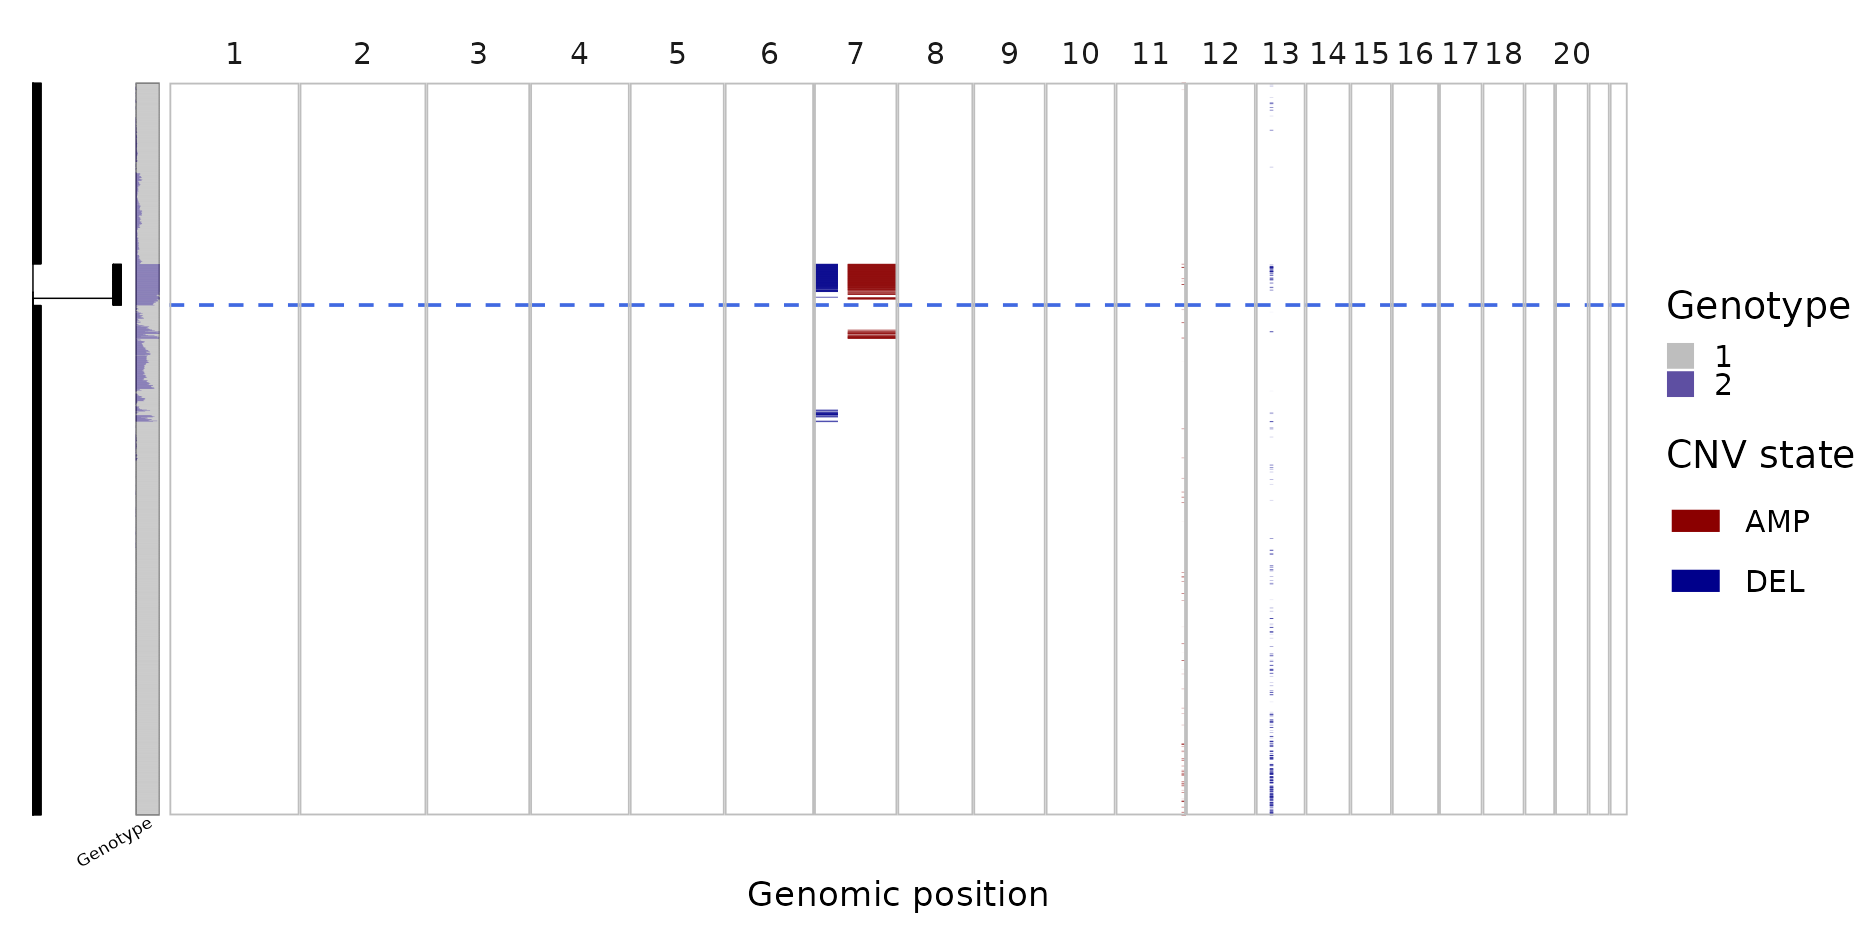 1 2 3 4 5 6 7 8 9 10 11 12 13 14 15 16 17 18 20
Genotype
1
2
CNV state
AMP
DEL
Genotype
Genomic position